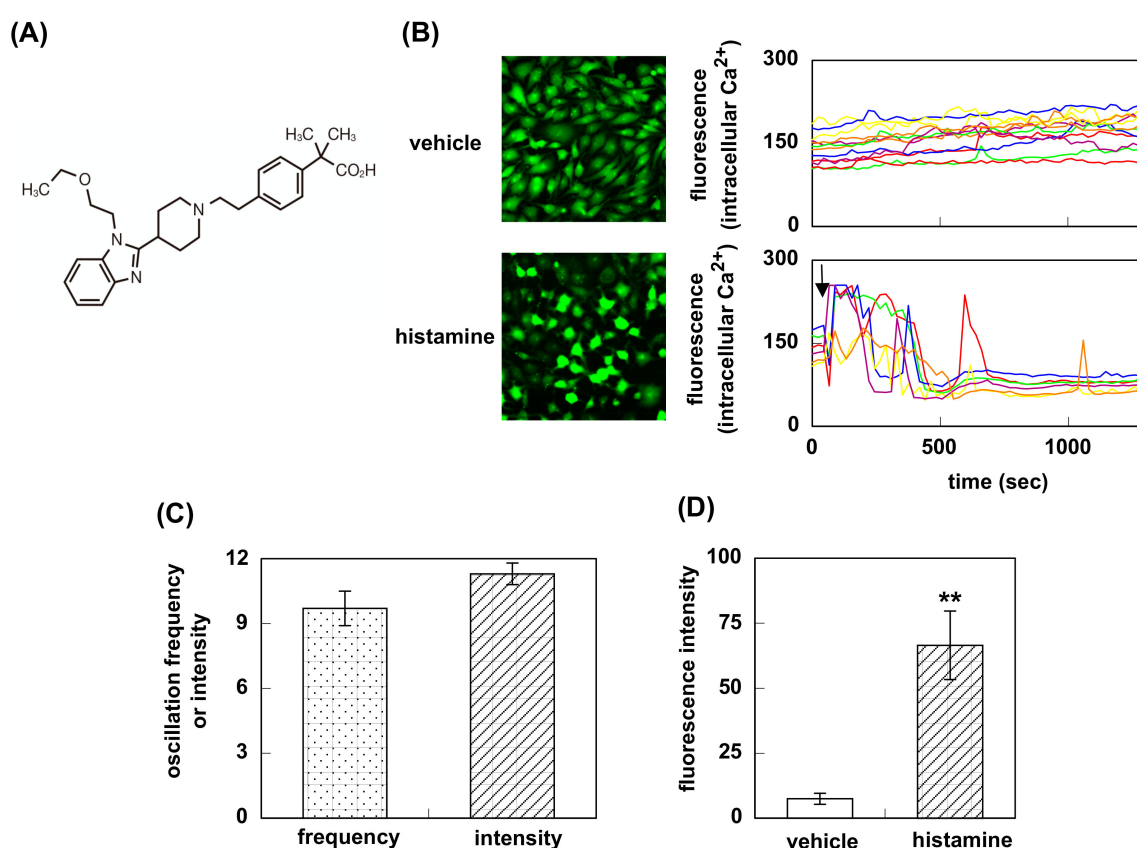 (A)
H₃C
O
N
N
N
H₃C
CH₃
CO₂H
(B)
vehicle
histamine
fluorescence
(intracellular Ca²⁺)
300
150
0
fluorescence
(intracellular Ca²⁺)
300
150
0
0
500
1000
time (sec)
(C)
oscillation frequency
or intensity
12
9
6
3
0
frequency
intensity
(D)
fluorescence intensity
100
75
50
25
0
**
vehicle
histamine